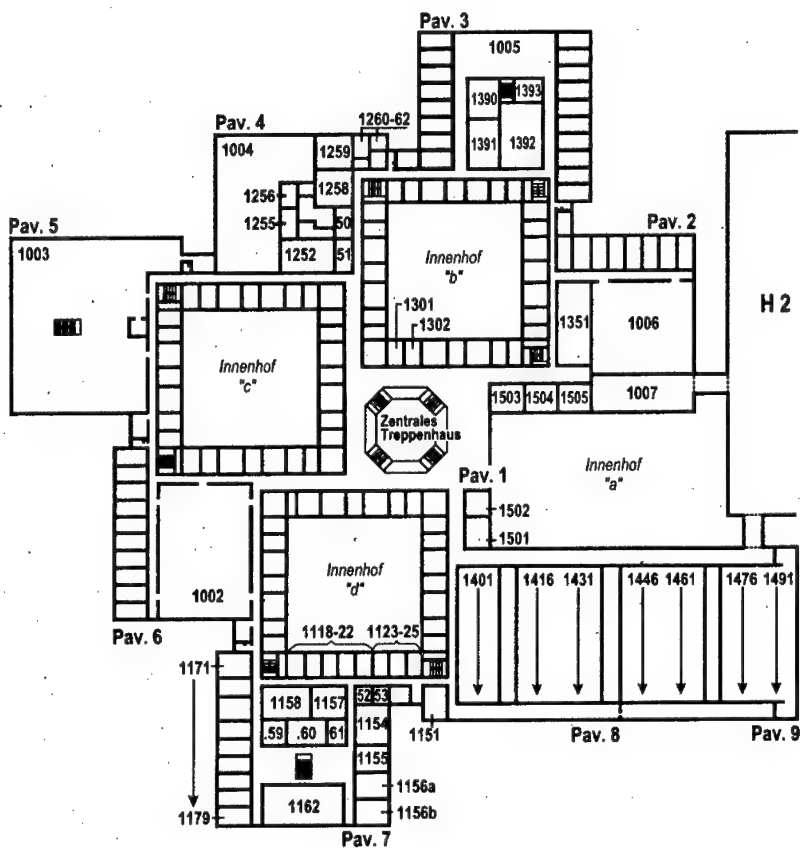 Pav. 3
1005
1390
1393
1391
1392
1260-62
Pav. 4
1004
1259
1258
1256
1255
50
1252
51
Pav. 2
Pav. 5
1003
Innenhof
"b"
1301
1302
1351
1006
H 2
Innenhof
"c"
1503
1504
1505
1007
Zentrales
Treppenhaus
Innenhof
"a"
Pav. 1
1502
1501
1002
Innenhof
"d"
1401
1416
1431
1446
1461
1476
1491
Pav. 6
1118-22
1123-25
1171
1158
1157
52
53
.59
.60
61
1154
1151
Pav. 8
Pav. 9
1155
1156a
1162
1156b
1179
Pav. 7